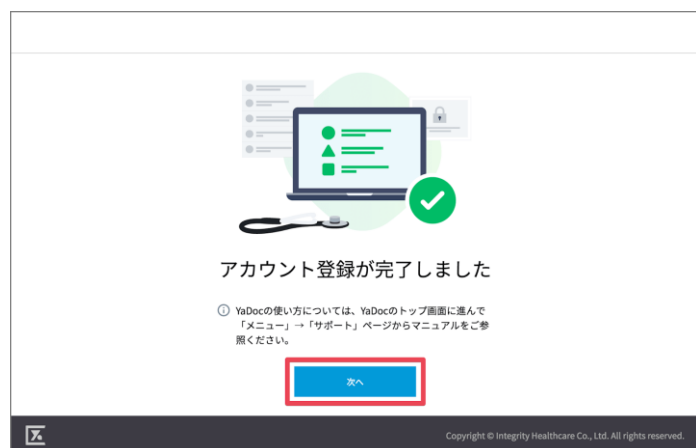 アカウント登録が完了しました
YaDocの使い方については、YaDocのトップ画面に進んで
「メニュー」→「サポート」ページからマニュアルをご参
照ください。
次へ
Copyright © Integrity Healthcare Co., Ltd. All rights reserved.